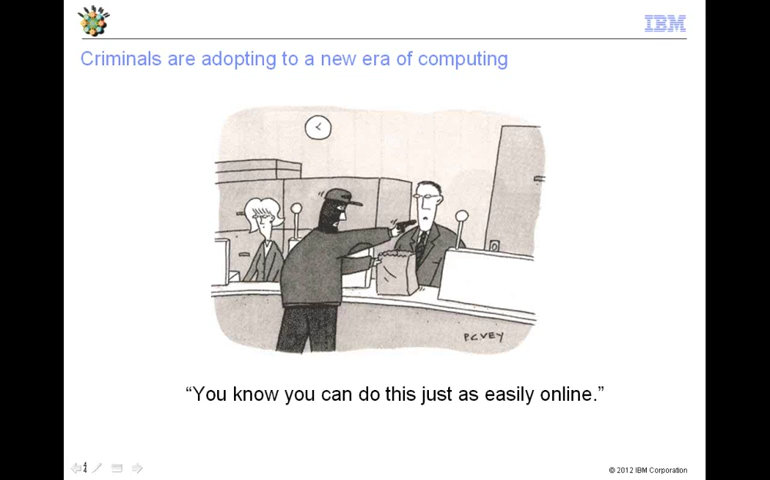 IBM
Criminals are adopting to a new era of computing
P.C.VEY
“You know you can do this just as easily online.”
© 2012 IBM Corporation